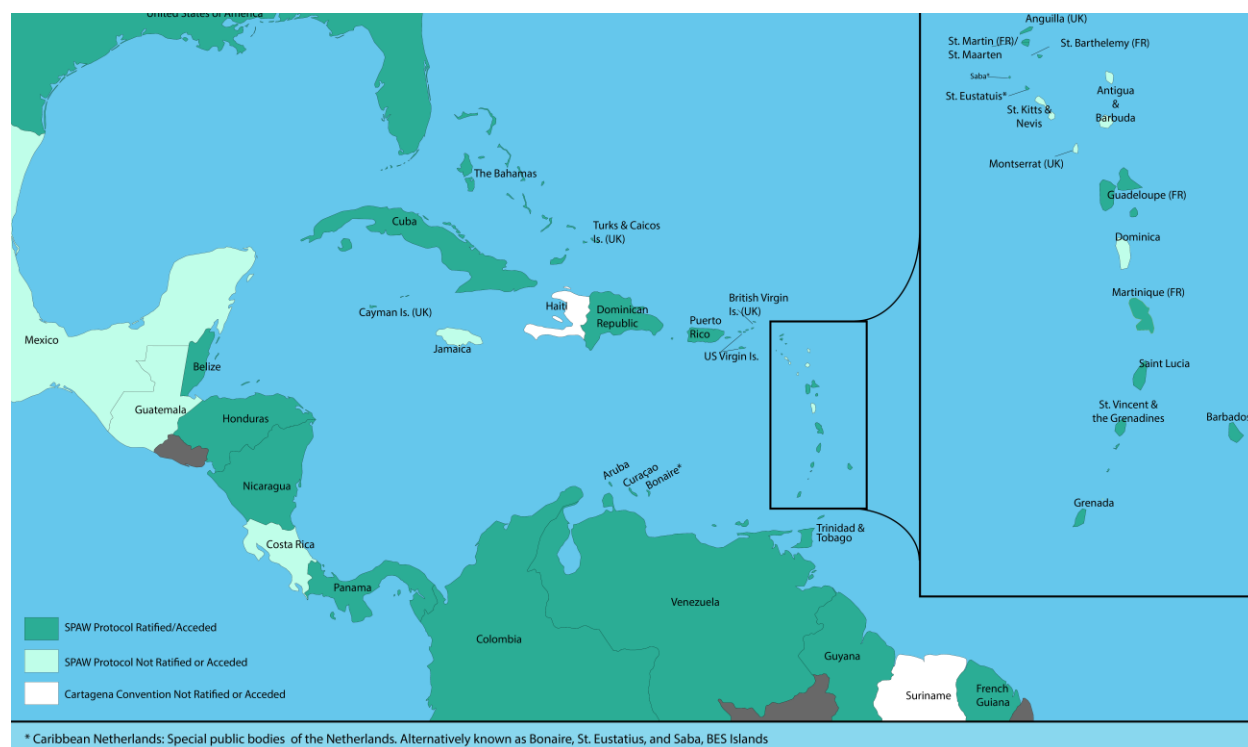 United States of America
The Bahamas
Cuba
Turks & Caicos
Is. (UK)
Cayman Is. (UK)
Jamaica
Haiti
Dominican
Republic
Puerto
Rico
British Virgin
Is. (UK)
US Virgin Is.
Mexico
Belize
Guatemala
Honduras
Nicaragua
Costa Rica
Panama
Aruba
Curaçao
Bonaire*
Trinidad &
Tobago
Colombia
Venezuela
Guyana
Suriname
French
Guiana
Anguilla (UK)
St. Martin (FR)/
St. Maarten
St. Barthelemy (FR)
Saba*
St. Eustatuis*
St. Kitts &
Nevis
Antigua
&
Barbuda
Montserrat (UK)
Guadeloupe (FR)
Dominica
Martinique (FR)
Saint Lucia
St. Vincent &
the Grenadines
Barbados
Grenada
SPAW Protocol Ratified/Acceded
SPAW Protocol Not Ratified or Acceded
Cartagena Convention Not Ratified or Acceded
* Caribbean Netherlands: Special public bodies of the Netherlands. Alternatively known as Bonaire, St. Eustatius, and Saba, BES Islands